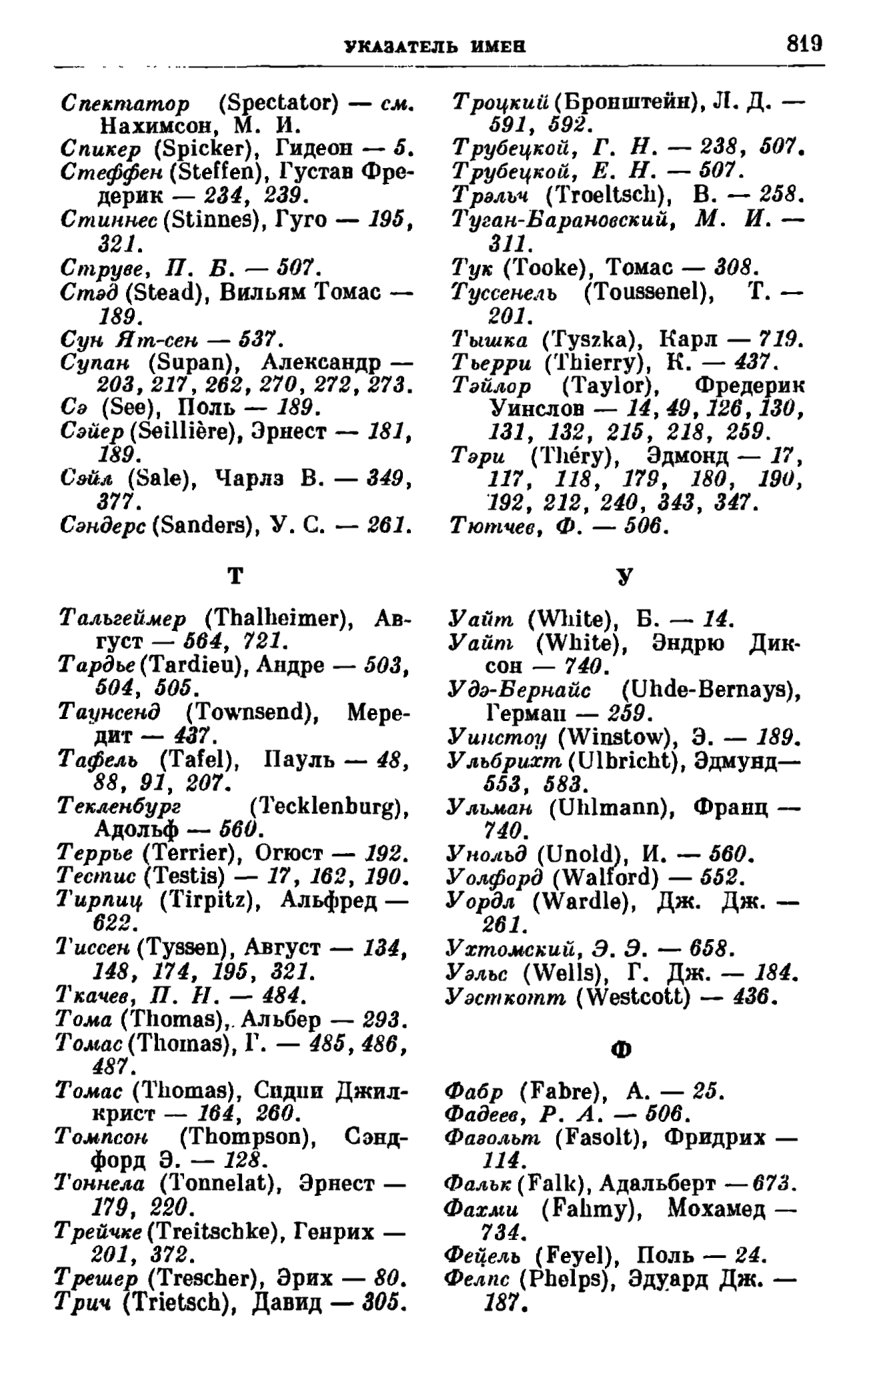 УКАЗАТЕЛЬ ИМЕН 819
Спектатор (Spectator) — см.
Нахимсон, М. И.
Спикер (Spicker), Гидеон — 5.
Стеффен (Steffen), Густав Фре-
дерик — 234, 239.
Стиннес (Stinnes), Гуго — 195,
321.
Струве, П. Б. — 507.
Стэд (Stead), Вильям Томас —
189.
Сун Ят-сен — 537.
Супан (Supan), Александр —
203, 217, 262, 270, 272, 273.
Сэ (See), Поль — 189.
Сэйер (Seillière), Эрнест — 181,
189.
Сэйл (Sale), Чарлз В. — 349,
377.
Сэндерс (Sanders), У. С. — 261.
Т
Тальгеймер (Thalheimer), Ав-
густ — 564, 721.
Тардье (Tardieu), Андре — 503,
504, 505.
Таунсенд (Townsend), Мере-
дит — 437.
Тафель (Tafel), Пауль — 48,
88, 91, 207.
Текленбург (Tecklenburg),
Адольф — 560.
Террье (Terrier), Огюст — 192.
Тестис (Testis) — 17, 162, 190.
Тирпиц (Tirpitz), Альфред —
622.
Тиссен (Tyssen), Август — 134,
148, 174, 195, 321.
Ткачев, П. Н. — 484.
Тома (Thomas), Альбер — 293.
Томас (Thomas), Г. — 485, 486,
487.
Томас (Thomas), Сидни Джил-
крист — 164, 260.
Томпсон (Thompson), Сэнд-
форд Э. — 128.
Тоннела (Tonnelat), Эрнест —
179, 220.
Трейчке (Treitschke), Генрих —
201, 372.
Трешер (Trescher), Эрих — 80.
Трич (Trietsch), Давид — 305.
Троцкий (Бронштейн), Л. Д. —
591, 592.
Трубецкой, Г. Н. — 238, 507.
Трубецкой, Е. Н. — 507.
Трэльч (Troeltsch), В. — 258.
Туган-Барановский, М. И. —
311.
Тук (Tooke), Томас — 308.
Туссенель (Toussenel), Т. —
201.
Тышка (Tyszka), Карл — 719.
Тьерри (Thierry), К. — 437.
Тэйлор (Taylor), Фредерик
Уинслов — 14, 49, 126, 130,
131, 132, 215, 218, 259.
Тэри (Théry), Эдмонд — 17,
117, 118, 179, 180, 190,
192, 212, 240, 343, 347.
Тютчев, Ф. — 506.
У
Уайт (White), Б. — 14.
Уайт (White), Эндрю Дик-
сон — 740.
Удэ-Бернайс (Uhde-Bernays),
Герман — 259.
Уинстоу (Winstow), Э. — 189.
Ульбрихт (Ulbricht), Эдмунд—
553, 583.
Ульман (Uhlmann), Франц —
740.
Унольд (Unold), И. — 560.
Уолфорд (Walford) — 552.
Уордл (Wardle), Дж. Дж. —
261.
Ухтомский, Э. Э. — 658.
Уэльс (Wells), Г. Дж. — 184.
Уэсткотт (Westcott) — 436.
Ф
Фабр (Fabre), А. — 25.
Фадеев, Р. А. — 506.
Фазольт (Fasolt), Фридрих —
114.
Фальк (Falk), Адальберт — 673.
Фахми (Fahmy), Мохамед —
734.
Фейель (Feyel), Поль — 24.
Фелпс (Phelps), Эдуард Дж. —
187.